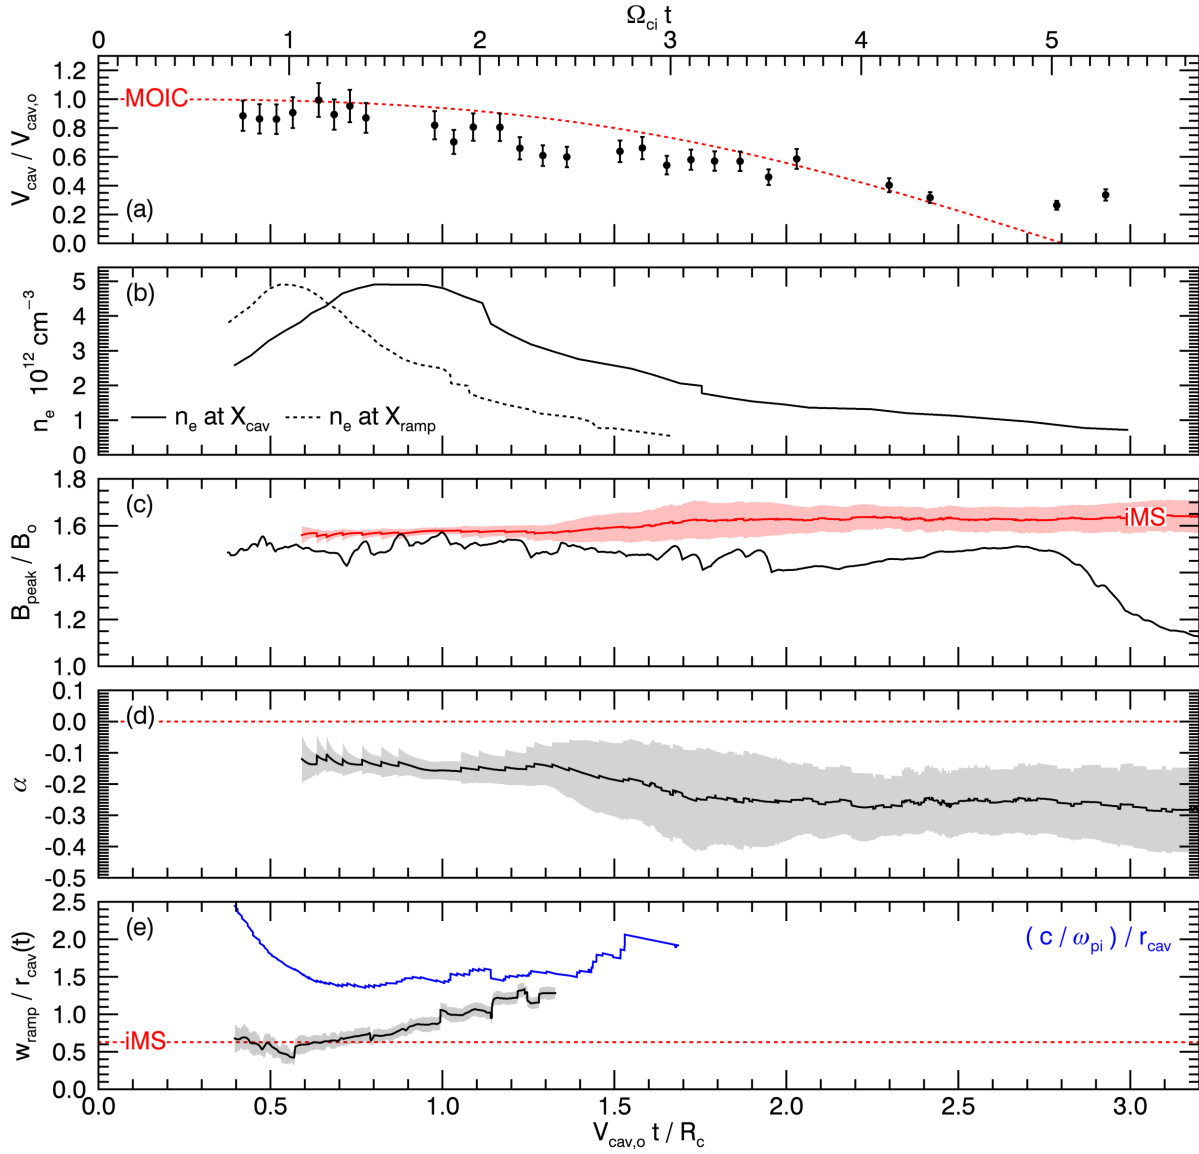 Ω_ci t
0 1 2 3 4 5
V_cav / V_cav,o
1.2
1.0
0.8
0.6
0.4
0.2
0.0
MOIC
(a)
n_e 10^12 cm^−3
5
4
3
2
1
0
(b)
n_e at X_cav n_e at X_ramp
B_peak / B_o
1.8
1.6
1.4
1.2
1.0
(c)
iMS
α
0.1
0.0
-0.1
-0.2
-0.3
-0.4
-0.5
(d)
w_ramp / r_cav(t)
2.5
2.0
1.5
1.0
0.5
0.0
(e)
(c / ω_pi) / r_cav
iMS
0.0 0.5 1.0 1.5 2.0 2.5 3.0
V_cav,o t / R_c